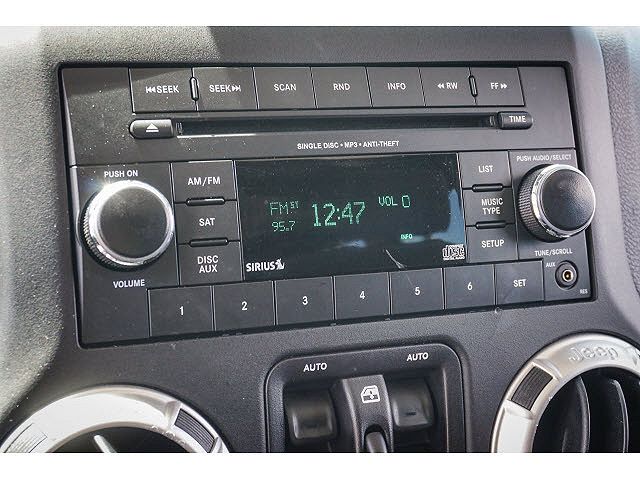 SEEK SEEK SCAN RND INFO RW FF
TIME
SINGLE DISC • MP3 • ANTI-THEFT
PUSH ON
PUSH AUDIO/SELECT
AM/FM
LIST
SAT
MUSIC
TYPE
DISC
AUX
SETUP
FM ST 12:47 VOL 0
95.7
INFO
SIRIUS
VOLUME
TUNE/SCROLL
1 2 3 4 5 6 SET
AUX
RES
AUTO AUTO
Jeep